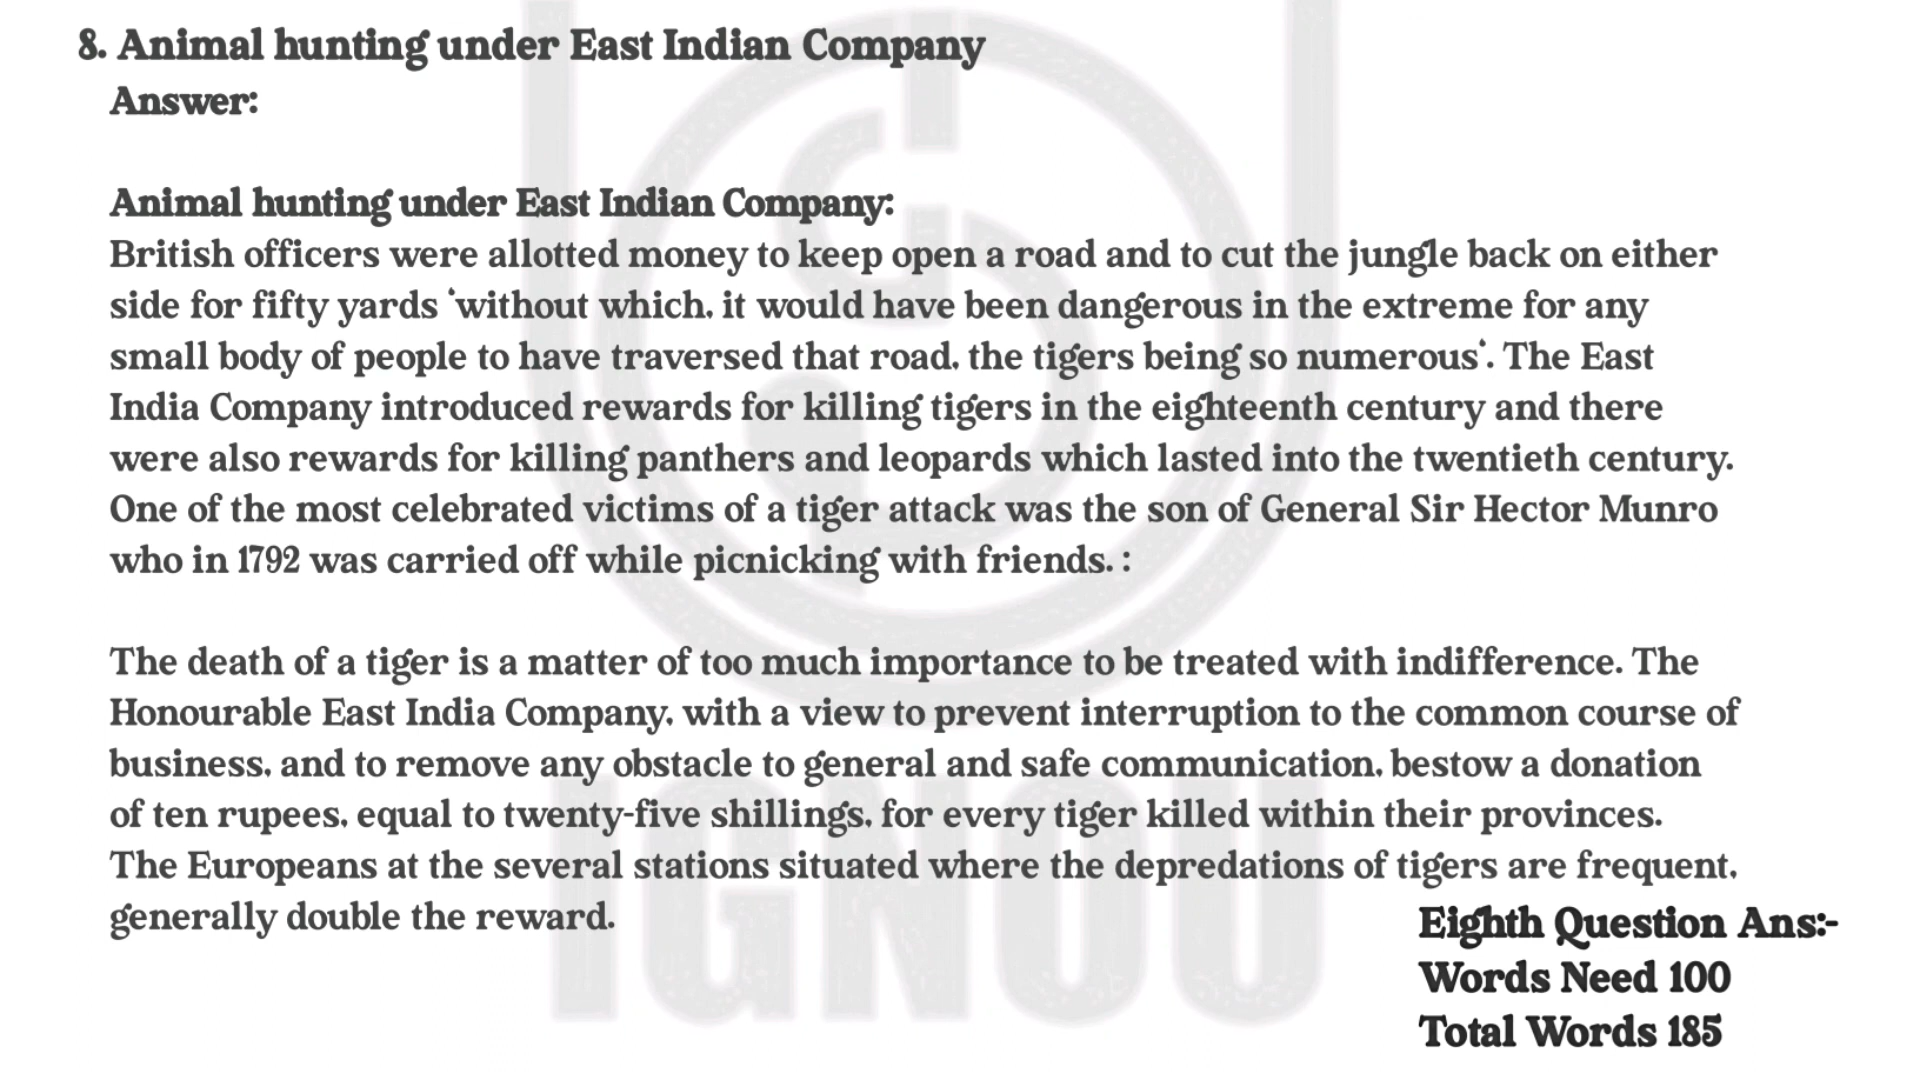 8. Animal hunting under East Indian Company
Answer:
Animal hunting under East Indian Company:
British officers were allotted money to keep open a road and to cut the jungle back on either
side for fifty yards ‘without which, it would have been dangerous in the extreme for any
small body of people to have traversed that road, the tigers being so numerous‘. The East
India Company introduced rewards for killing tigers in the eighteenth century and there
were also rewards for killing panthers and leopards which lasted into the twentieth century.
One of the most celebrated victims of a tiger attack was the son of General Sir Hector Munro
who in 1792 was carried off while picnicking with friends. :
The death of a tiger is a matter of too much importance to be treated with indifference. The
Honourable East India Company, with a view to prevent interruption to the common course of
business, and to remove any obstacle to general and safe communication, bestow a donation
of ten rupees, equal to twenty-five shillings, for every tiger killed within their provinces.
The Europeans at the several stations situated where the depredations of tigers are frequent,
generally double the reward.
Eighth Question Ans:-
Words Need 100
Total Words 185
IGNOU